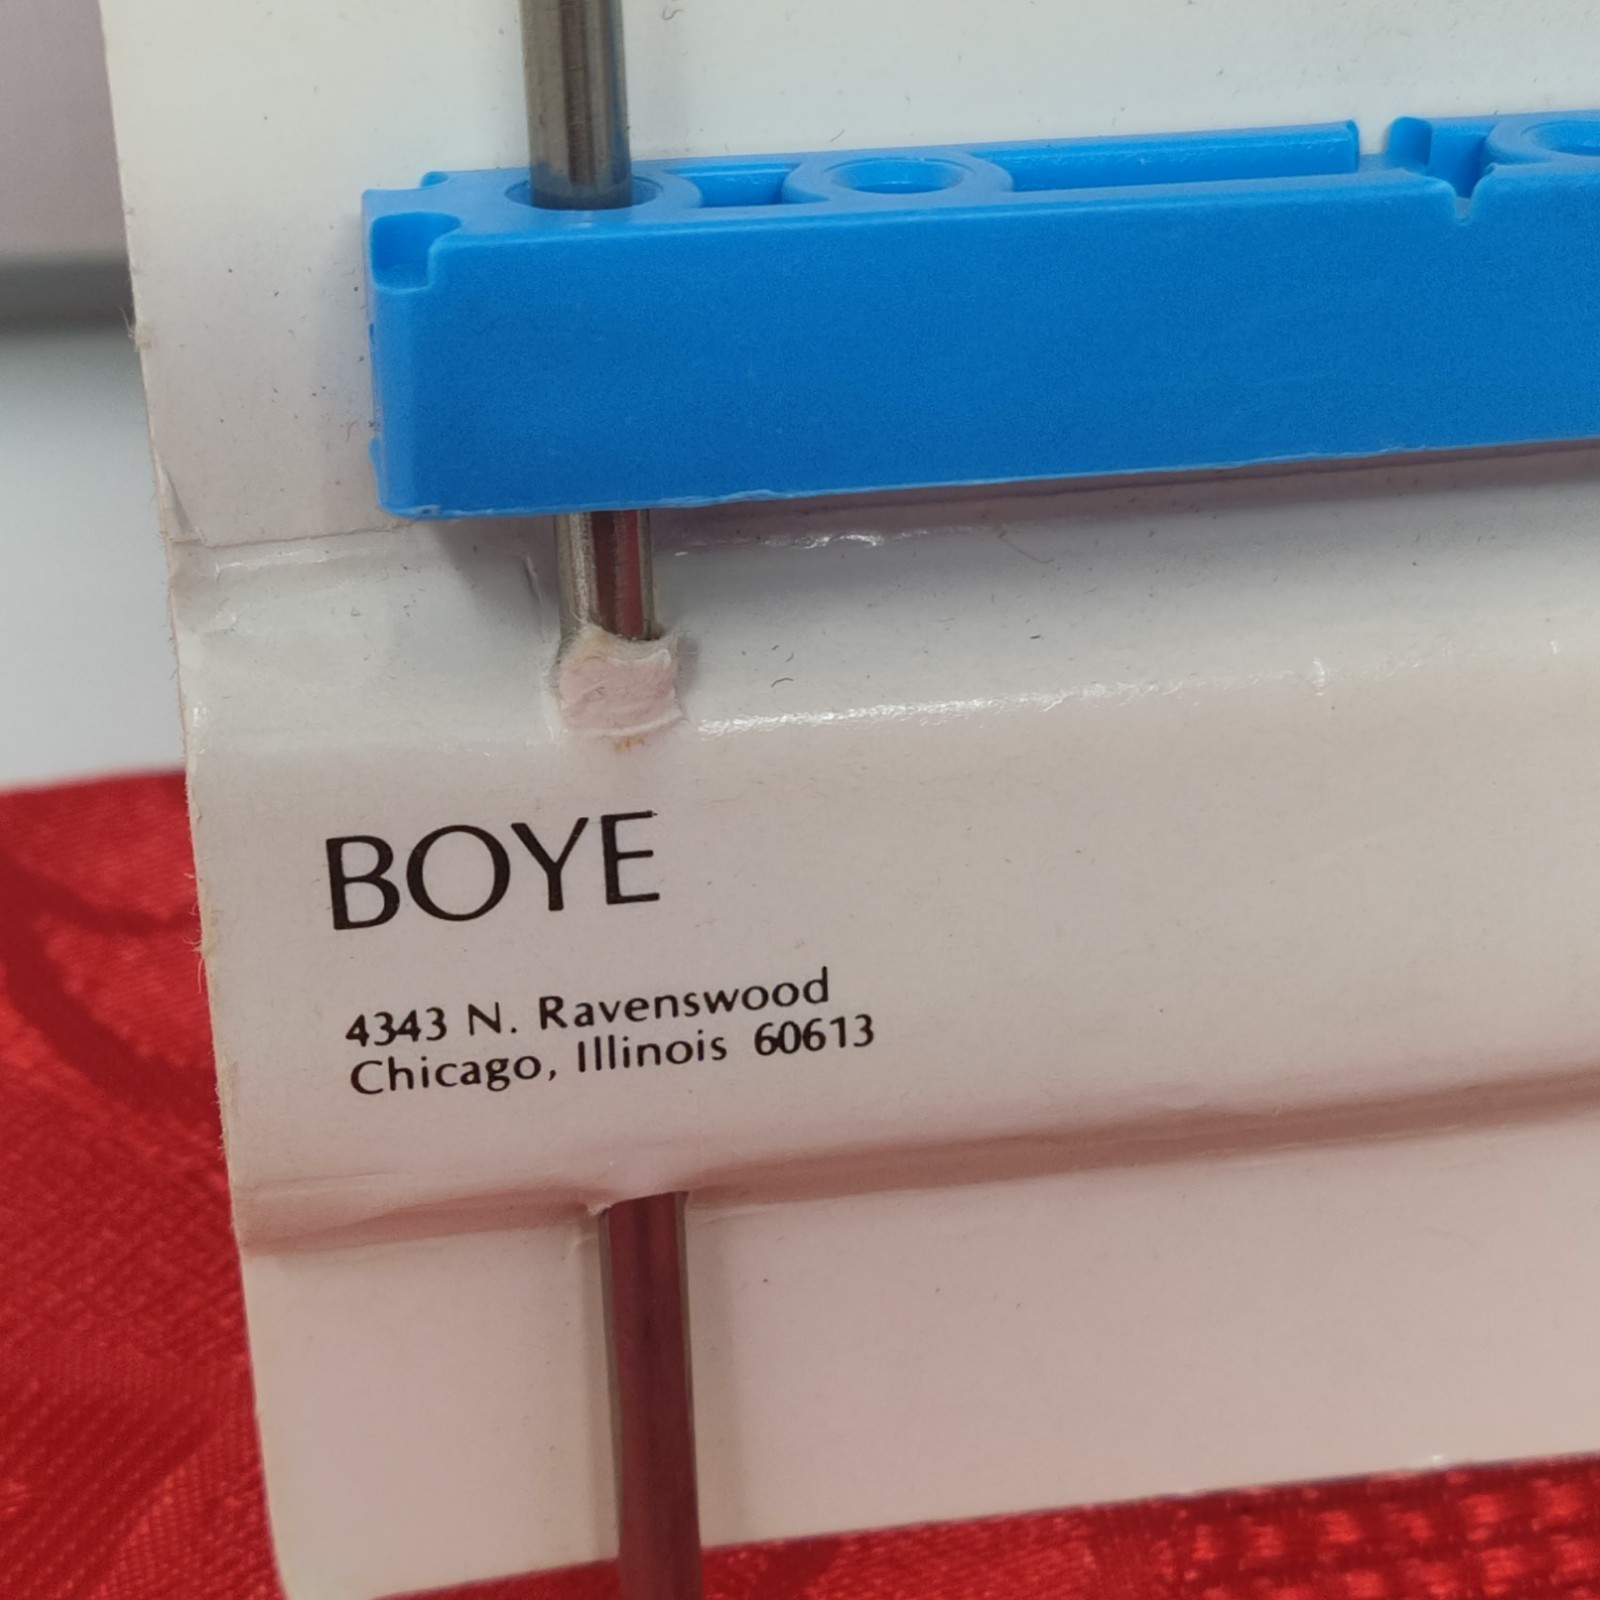 BOYE
4343 N. Ravenswood
Chicago, Illinois 60613